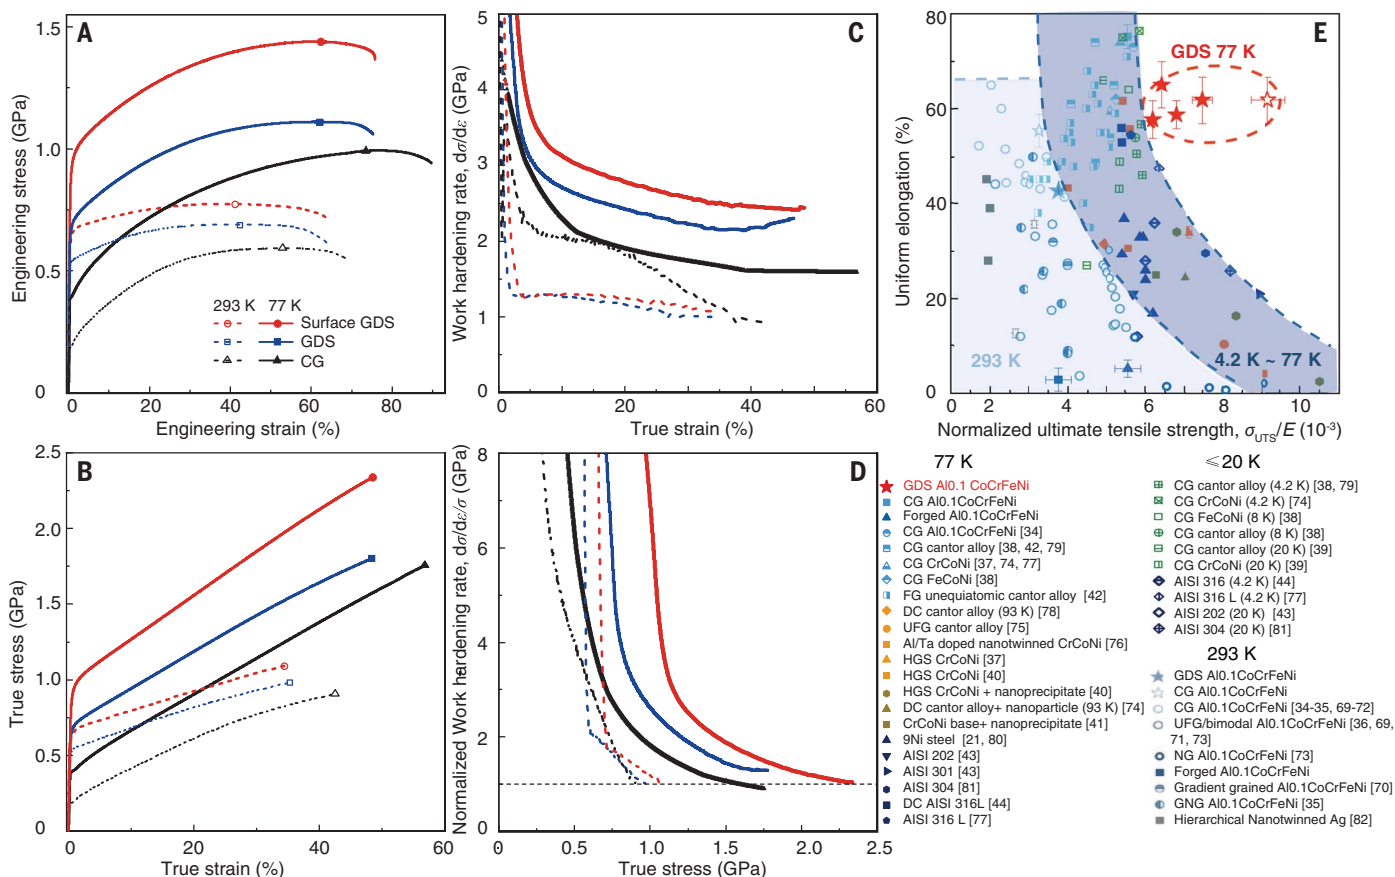 A
Engineering stress (GPa)
1.5
1.0
0.5
0
0
20
40
60
80
Engineering strain (%)
293 K 77 K
Surface GDS
GDS
CG
C
Work hardening rate, dσ/dε (GPa)
5
4
3
2
1
0
0
20
40
60
True strain (%)
E
Uniform elongation (%)
80
60
40
20
0
GDS 77 K
293 K
4.2 K ~ 77 K
0
2
4
6
8
10
Normalized ultimate tensile strength, σUTS/E (10-3)
B
True stress (GPa)
2.5
2.0
1.5
1.0
0.5
0
0
20
40
60
True strain (%)
D
Normalized Work hardening rate, dσ/dε/σ (GPa)
8
6
4
2
0
0
0.5
1.0
1.5
2.0
2.5
True stress (GPa)
77 K
GDS Al0.1 CoCrFeNi
CG Al0.1CoCrFeNi
Forged Al0.1CoCrFeNi
CG Al0.1CoCrFeNi [34]
CG cantor alloy [38, 42, 79]
CG CrCoNi [37, 74, 77]
CG FeCoNi [38]
FG unequiatomic cantor alloy [42]
DC cantor alloy (93 K) [78]
UFG cantor alloy [75]
Al/Ta doped nanotwinned CrCoNi [76]
HGS CrCoNi [37]
HGS CrCoNi [40]
HGS CrCoNi + nanoprecipitate [40]
DC cantor alloy+ nanoparticle (93 K) [74]
CrCoNi base+ nanoprecipitate [41]
9Ni steel [21, 80]
AISI 202 [43]
AISI 301 [43]
AISI 304 [81]
DC AISI 316L [44]
AISI 316 L [77]
⩽20 K
CG cantor alloy (4.2 K) [38, 79]
CG CrCoNi (4.2 K) [74]
CG FeCoNi (8 K) [38]
CG cantor alloy (8 K) [38]
CG cantor alloy (20 K) [39]
CG CrCoNi (20 K) [39]
AISI 316 (4.2 K) [44]
AISI 316 L (4.2 K) [77]
AISI 202 (20 K) [43]
AISI 304 (20 K) [81]
293 K
GDS Al0.1CoCrFeNi
CG Al0.1CoCrFeNi
CG Al0.1CoCrFeNi [34-35, 69-72]
UFG/bimodal Al0.1CoCrFeNi [36, 69,
71, 73]
NG Al0.1CoCrFeNi [73]
Forged Al0.1CoCrFeNi
Gradient grained Al0.1CoCrFeNi [70]
GNG Al0.1CoCrFeNi [35]
Hierarchical Nanotwinned Ag [82]